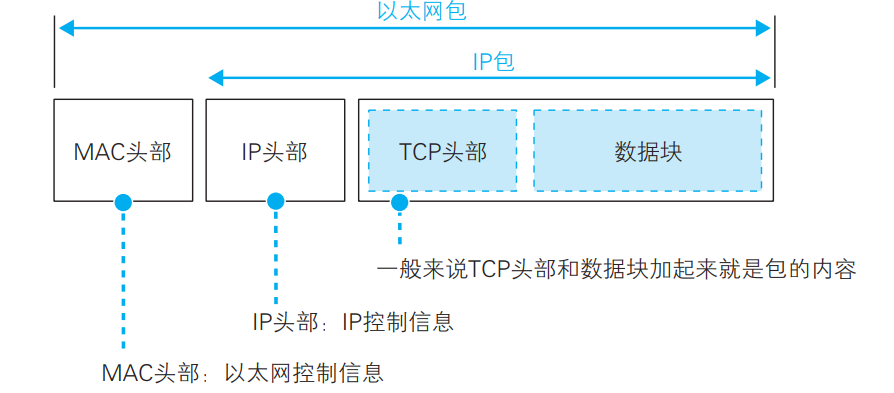 以太网包
IP包
MAC头部
IP头部
TCP头部
数据块
一般来说TCP头部和数据块加起来就是包的内容
IP头部：IP控制信息
MAC头部：以太网控制信息